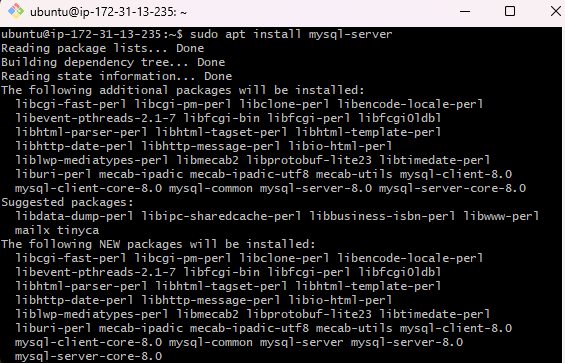 ubuntu@ip-172-31-13-235: ~
ubuntu@ip-172-31-13-235:~$ sudo apt install mysql-server
Reading package lists... Done
Building dependency tree... Done
Reading state information... Done
The following additional packages will be installed:
libcgi-fast-perl libcgi-pm-perl libclone-perl libencode-locale-perl
libevent-pthreads-2.1-7 libfcgi-bin libfcgi-perl libfcgi0ldbl
libhtml-parser-perl libhtml-tagset-perl libhtml-template-perl
libhttp-date-perl libhttp-message-perl libio-html-perl
liblwp-mediatypes-perl libmecab2 libprotobuf-lite23 libtimedate-perl
liburi-perl mecab-ipadic mecab-ipadic-utf8 mecab-utils mysql-client-8.0
mysql-client-core-8.0 mysql-common mysql-server-8.0 mysql-server-core-8.0
Suggested packages:
libdata-dump-perl libipc-sharedcache-perl libbusiness-isbn-perl libwww-perl
mailx tinyca
The following NEW packages will be installed:
libcgi-fast-perl libcgi-pm-perl libclone-perl libencode-locale-perl
libevent-pthreads-2.1-7 libfcgi-bin libfcgi-perl libfcgi0ldbl
libhtml-parser-perl libhtml-tagset-perl libhtml-template-perl
libhttp-date-perl libhttp-message-perl libio-html-perl
liblwp-mediatypes-perl libmecab2 libprotobuf-lite23 libtimedate-perl
liburi-perl mecab-ipadic mecab-ipadic-utf8 mecab-utils mysql-client-8.0
mysql-client-core-8.0 mysql-common mysql-server mysql-server-8.0
mysql-server-core-8.0